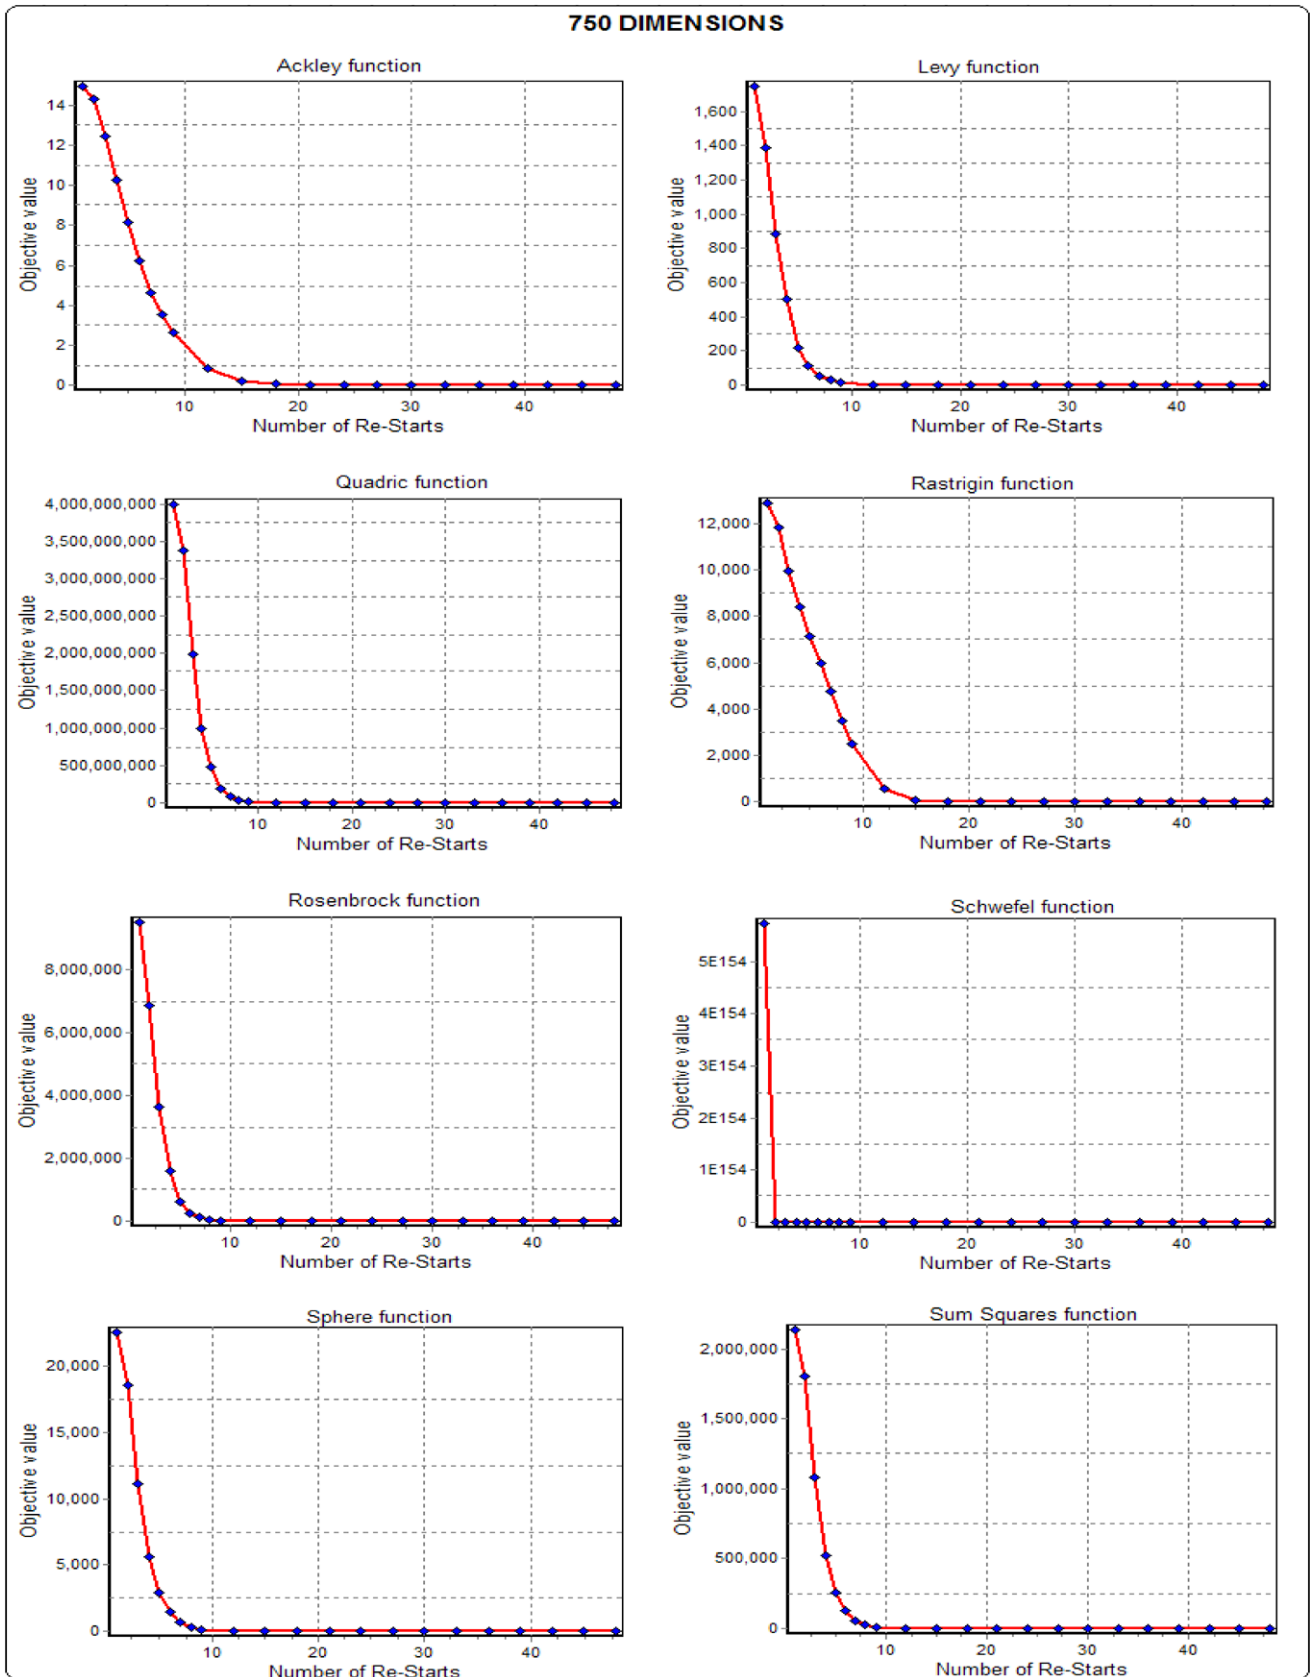 750 DIMENSIONS
Ackley function
Objective value
14
12
10
8
6
4
2
0
10 20 30 40
Number of Re-Starts
Levy function
Objective value
1,600
1,400
1,200
1,000
800
600
400
200
0
10 20 30 40
Number of Re-Starts
Quadric function
Objective value
4,000,000,000
3,500,000,000
3,000,000,000
2,500,000,000
2,000,000,000
1,500,000,000
1,000,000,000
500,000,000
0
10 20 30 40
Number of Re-Starts
Rastrigin function
Objective value
12,000
10,000
8,000
6,000
4,000
2,000
0
10 20 30 40
Number of Re-Starts
Rosenbrock function
Objective value
8,000,000
6,000,000
4,000,000
2,000,000
0
10 20 30 40
Number of Re-Starts
Schwefel function
Objective value
5E154
4E154
3E154
2E154
1E154
0
10 20 30 40
Number of Re-Starts
Sphere function
Objective value
20,000
15,000
10,000
5,000
0
10 20 30 40
Number of Re-Starts
Sum Squares function
Objective value
2,000,000
1,500,000
1,000,000
500,000
0
10 20 30 40
Number of Re-Starts